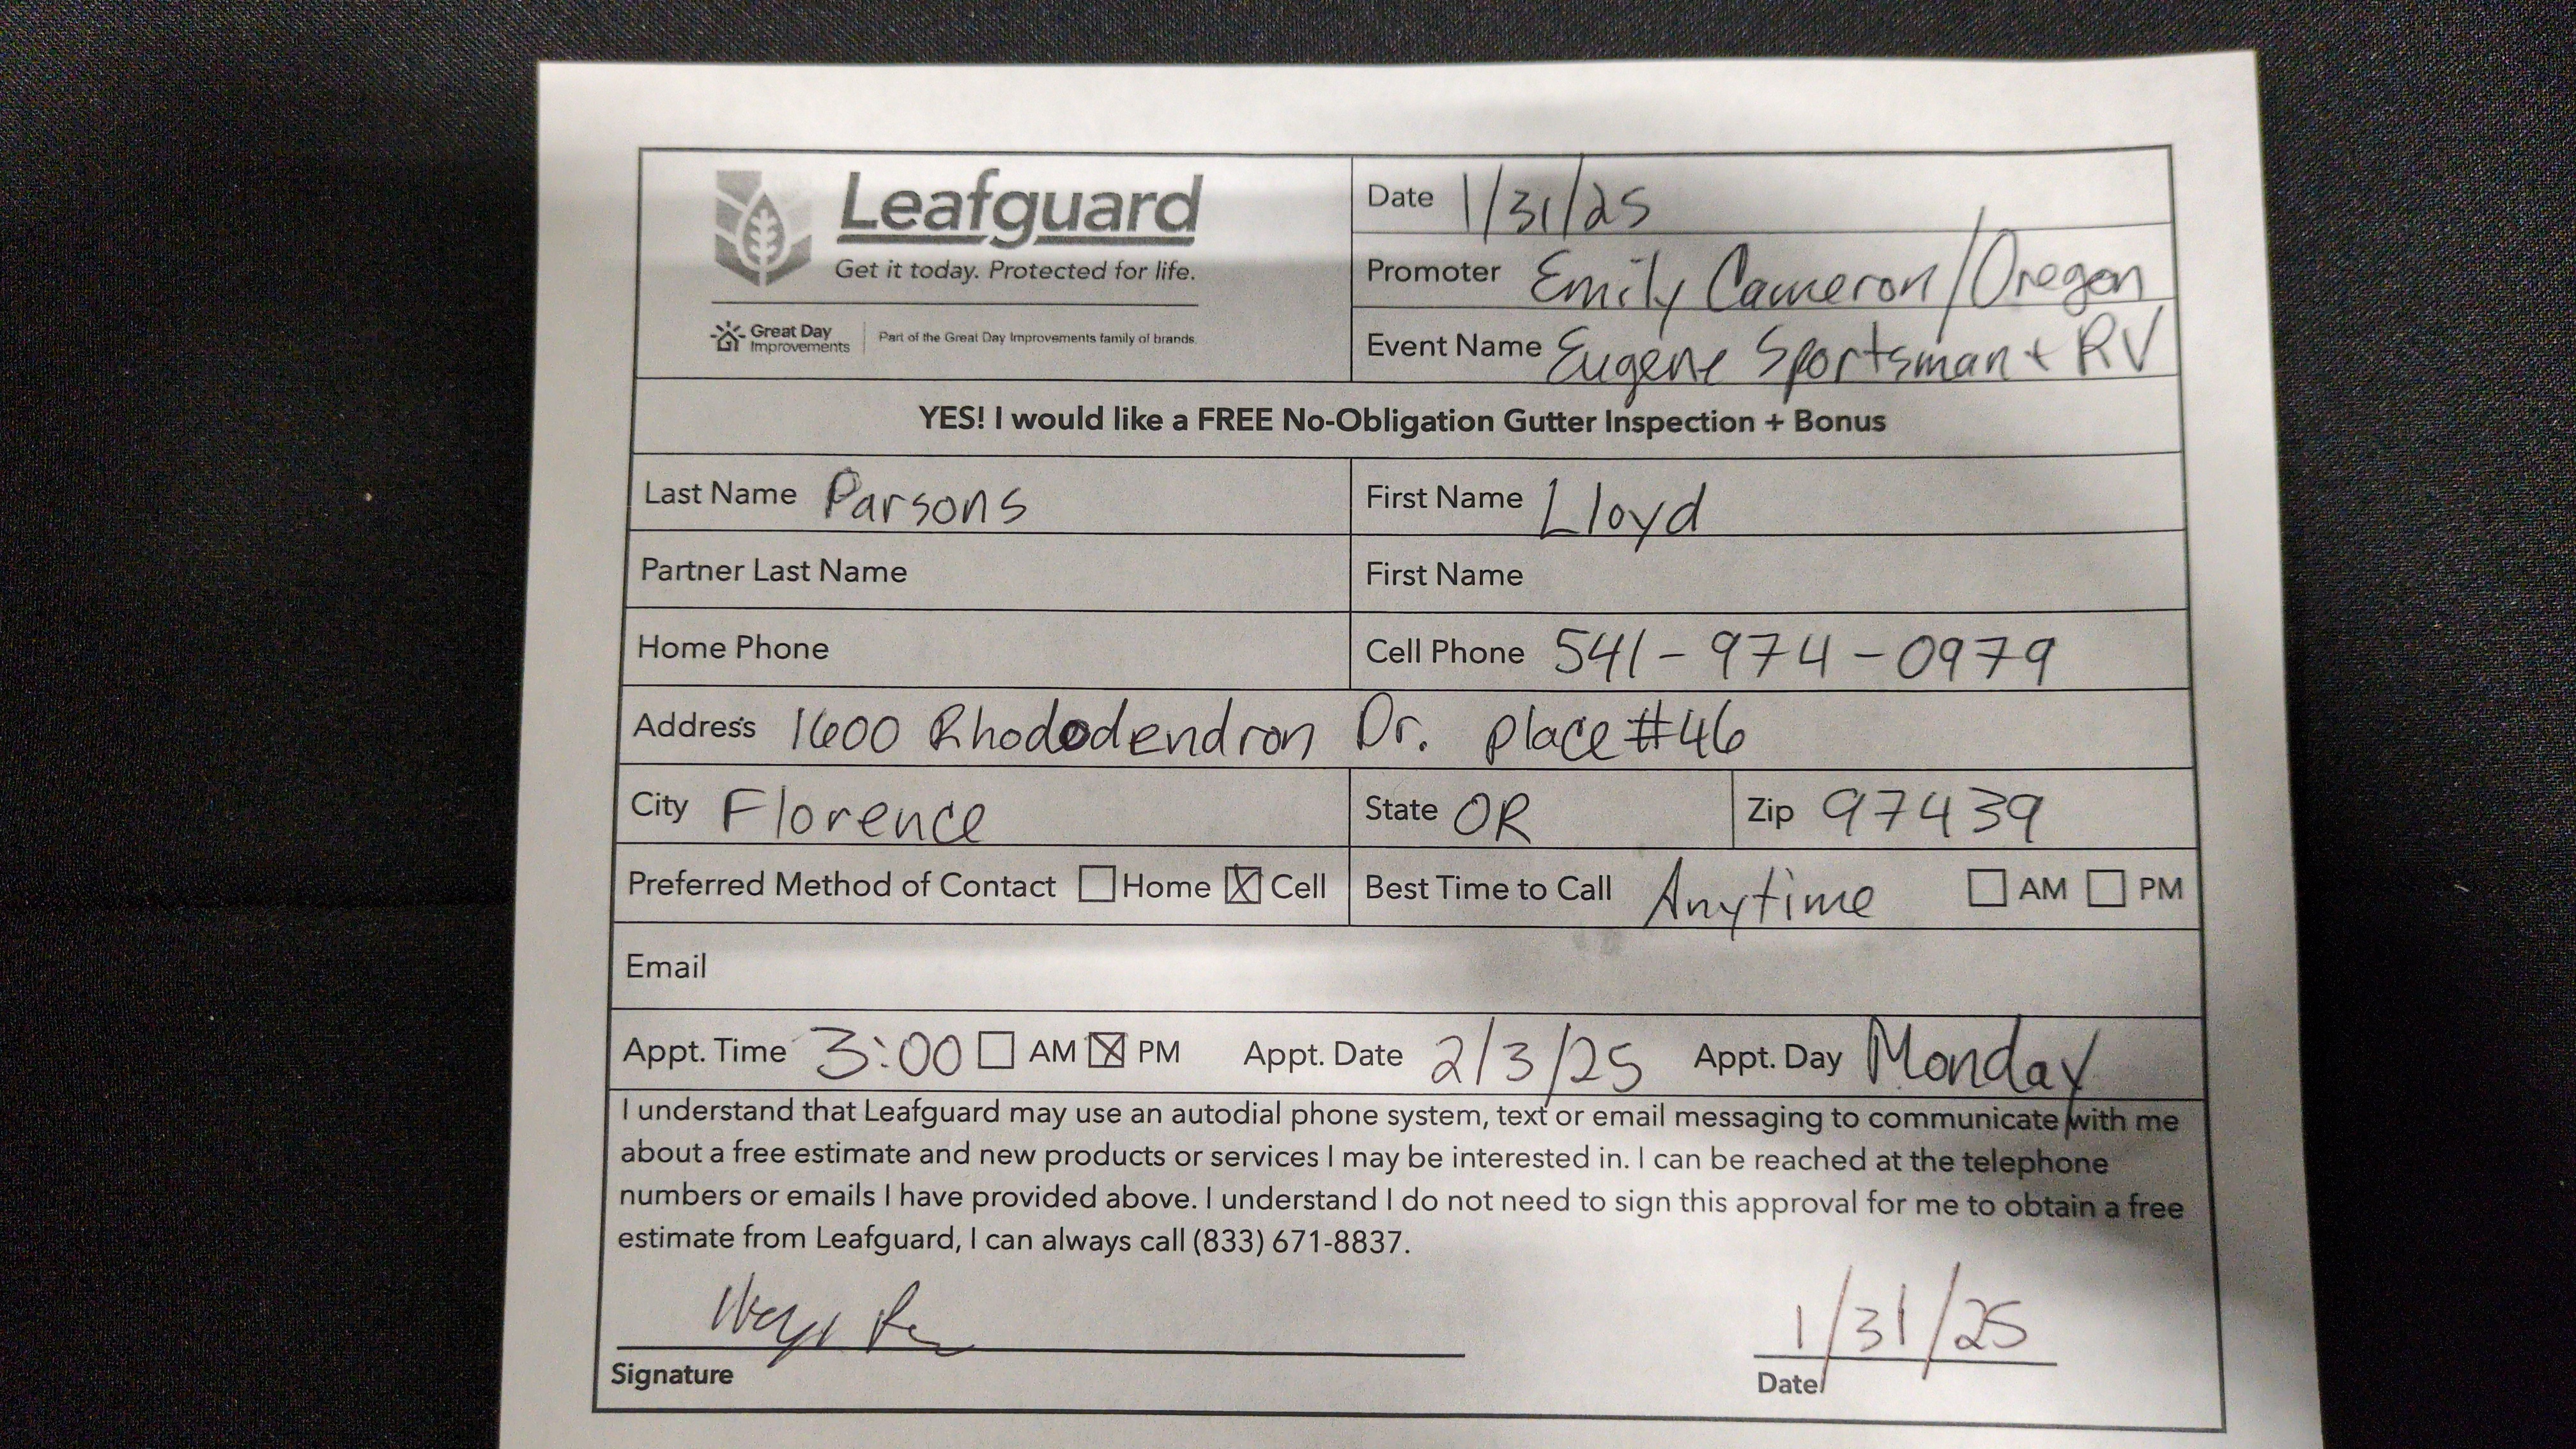 Leafguard
Get it today. Protected for life.
Great Day Improvements | Part of the Great Day Improvements family of brands.
Date 1/31/25
Promoter Emily Cameron/Oregon
Event Name Eugene Sportsman + RV
YES! I would like a FREE No-Obligation Gutter Inspection + Bonus
Last Name Parsons First Name Lloyd
Partner Last Name First Name
Home Phone Cell Phone 541-974-0979
Address 1600 Rhododendron Dr. place #46
City Florence State OR Zip 97439
Preferred Method of Contact Home Cell Best Time to Call Anytime AM PM
Email
Appt. Time 3:00 AM PM Appt. Date 2/3/25 Appt. Day Monday
I understand that Leafguard may use an autodial phone system, text or email messaging to communicate with me
about a free estimate and new products or services I may be interested in. I can be reached at the telephone
numbers or emails I have provided above. I understand I do not need to sign this approval for me to obtain a free
estimate from Leafguard, I can always call (833) 671-8837.
1/31/25
Signature Date